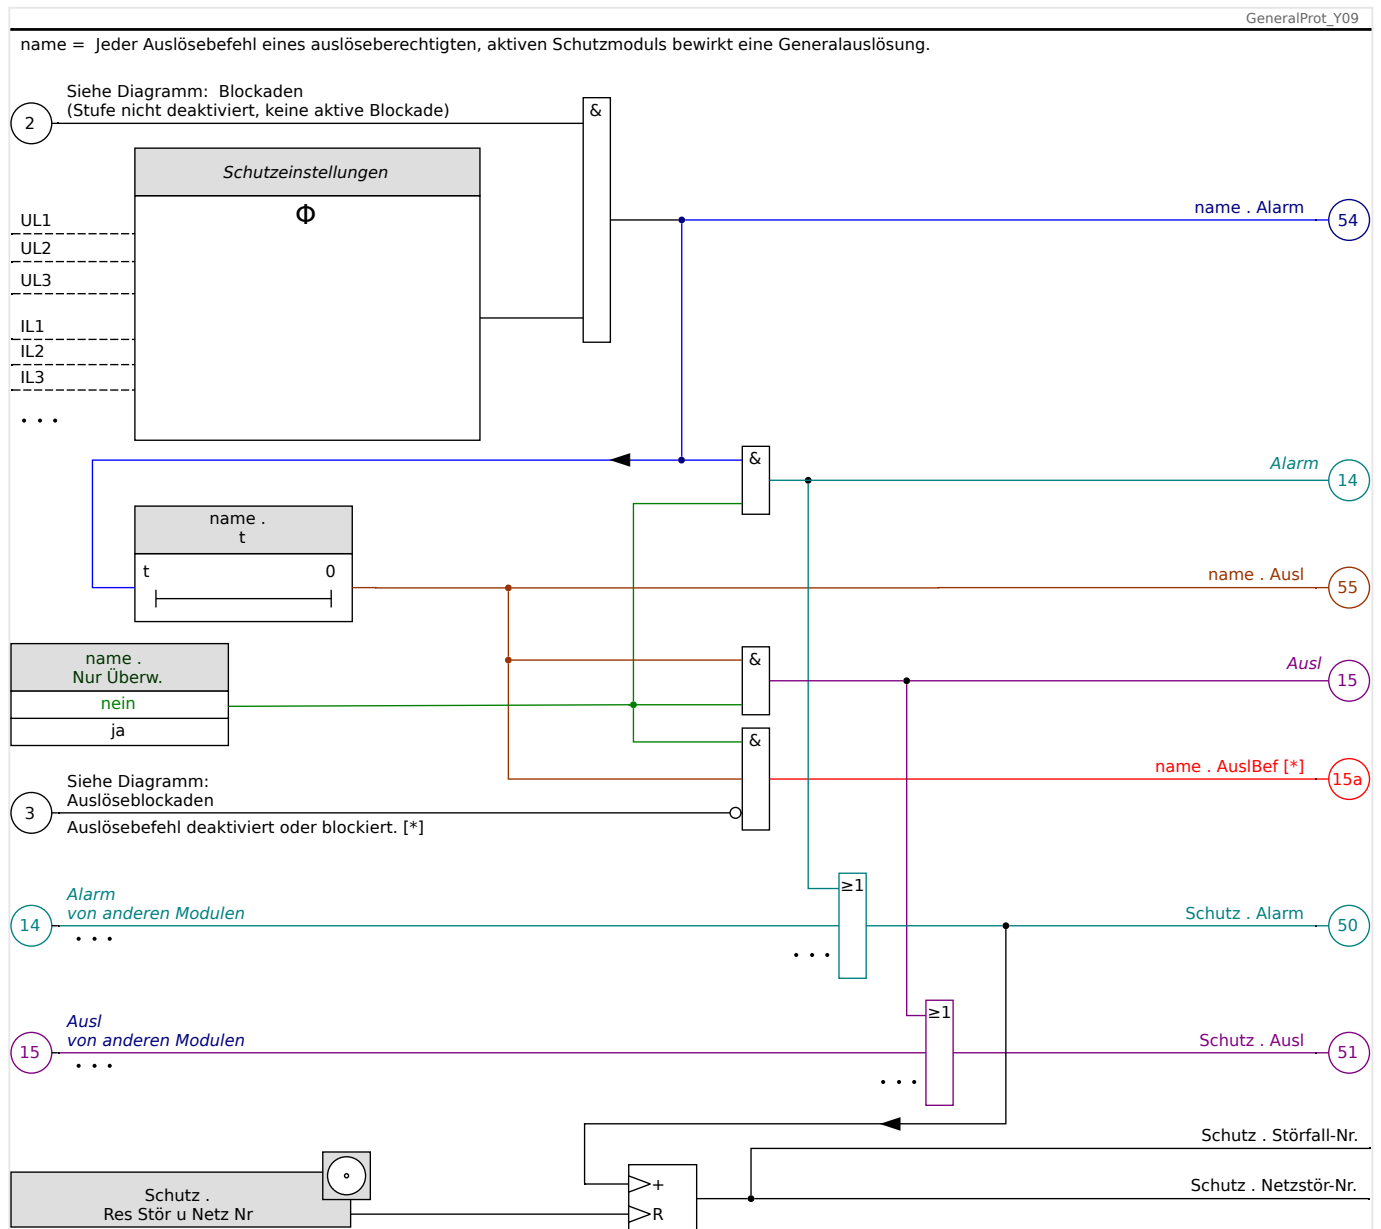 GeneralProt_Y09
name = Jeder Auslösebefehl eines auslöseberechtigten, aktiven Schutzmoduls bewirkt eine Generalauslösung.
Siehe Diagramm: Blockaden
(Stufe nicht deaktiviert, keine aktive Blockade)
2
&
Schutzeinstellungen
Φ
UL1
UL2
UL3
IL1
IL2
IL3
. . .
name . Alarm
54
&
Alarm
14
name .
t
t 0
name . Ausl
55
name .
Nur Überw.
nein
ja
&
Ausl
15
&
name . AuslBef [*]
15a
Siehe Diagramm:
Auslöseblockaden
3
Auslösebefehl deaktiviert oder blockiert. [*]
Alarm
von anderen Modulen
14
. . .
≥1
. . .
Schutz . Alarm
50
Ausl
von anderen Modulen
15
. . .
≥1
. . .
Schutz . Ausl
51
Schutz . Störfall-Nr.
Schutz . Netzstör-Nr.
+
R
Schutz .
Res Stör u Netz Nr